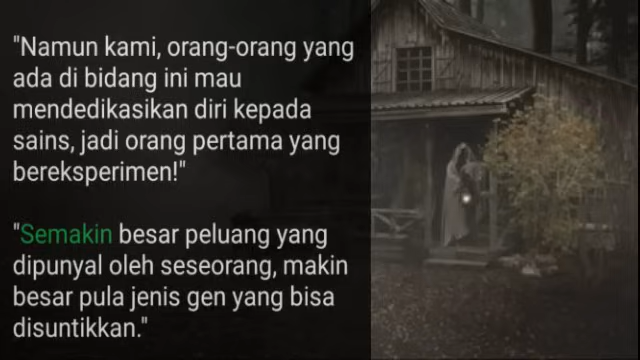 "Namun kami, orang-orang yang
ada di bidang ini mau
mendedikasikan diri kepada
sains, jadi orang pertama yang
bereksperimen!"
"Semakin besar peluang yang
dipunyal oleh seseorang, makin
besar pula jenis gen yang bisa
disuntikkan."